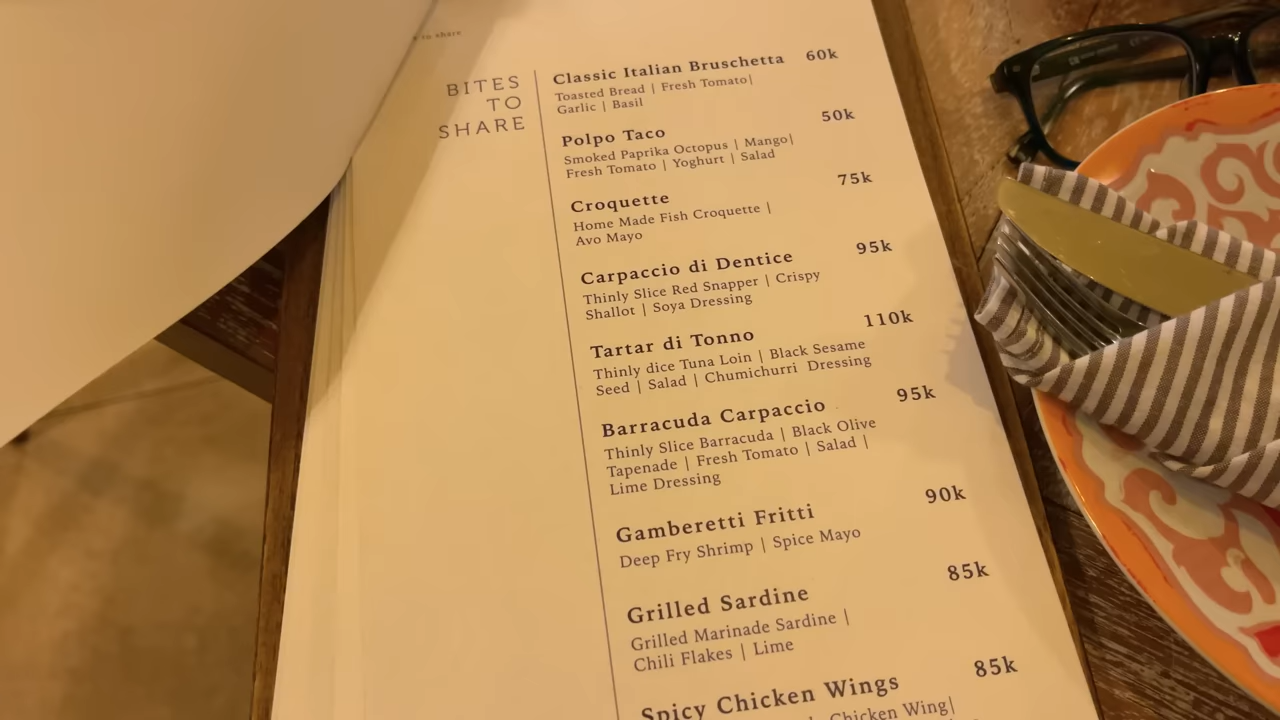 to share
BITES
TO
SHARE
Classic Italian Bruschetta 60k
Toasted Bread | Fresh Tomato|
Garlic | Basil
Polpo Taco 50k
Smoked Paprika Octopus | Mango|
Fresh Tomato | Yoghurt | Salad
Croquette 75k
Home Made Fish Croquette |
Avo Mayo
Carpaccio di Dentice 95k
Thinly Slice Red Snapper | Crispy
Shallot | Soya Dressing
Tartar di Tonno 110k
Thinly dice Tuna Loin | Black Sesame
Seed | Salad | Chumichurri Dressing
Barracuda Carpaccio 95k
Thinly Slice Barracuda | Black Olive
Tapenade | Fresh Tomato | Salad |
Lime Dressing
Gamberetti Fritti 90k
Deep Fry Shrimp | Spice Mayo
Grilled Sardine 85k
Grilled Marinade Sardine |
Chili Flakes | Lime
Spicy Chicken Wings 85k
Chicken Wing|